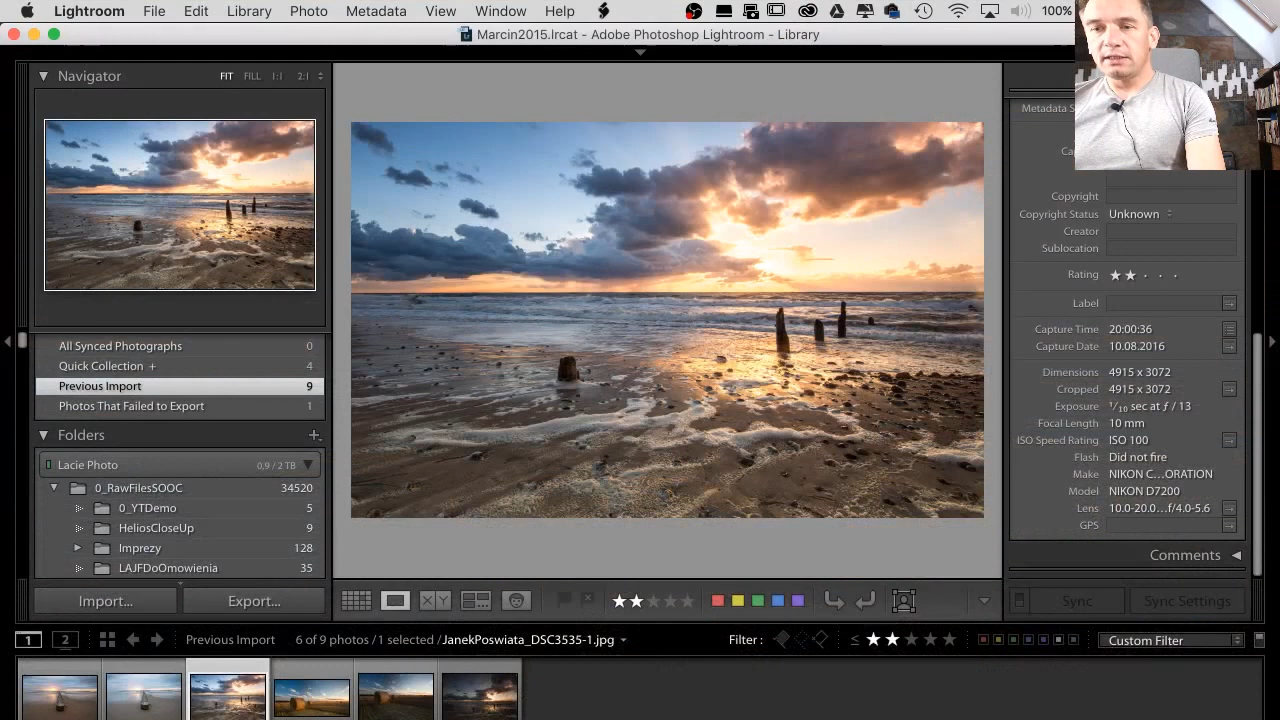 Lightroom File Edit Library Photo Metadata View Window Help 100%
Marcin2015.lrcat - Adobe Photoshop Lightroom - Library
Navigator FIT FILL 1:1 2:1
All Synced Photographs 0
Quick Collection + 4
Previous Import 9
Photos That Failed to Export 1
Folders +
Lacie Photo 0,9 / 2 TB
0_RawFilesSOOC 34520
0_YTDemo 5
HeliosCloseUp 9
Imprezy 128
LAJFDoOmowienia 35
Import... Export...
Metadata S
Ca
Copyright
Copyright Status Unknown
Creator
Sublocation
Rating
Label
Capture Time 20:00:36
Capture Date 10.08.2016
Dimensions 4915 x 3072
Cropped 4915 x 3072
Exposure 1/10 sec at ƒ / 13
Focal Length 10 mm
ISO Speed Rating ISO 100
Flash Did not fire
Make NIKON C...ORATION
Model NIKON D7200
Lens 10.0-20.0...f/4.0-5.6
GPS
Comments
Sync Sync Settings
X Y
1 2 Previous Import 6 of 9 photos / 1 selected / JanekPoswiata_DSC3535-1.jpg Filter: ≤ Custom Filter